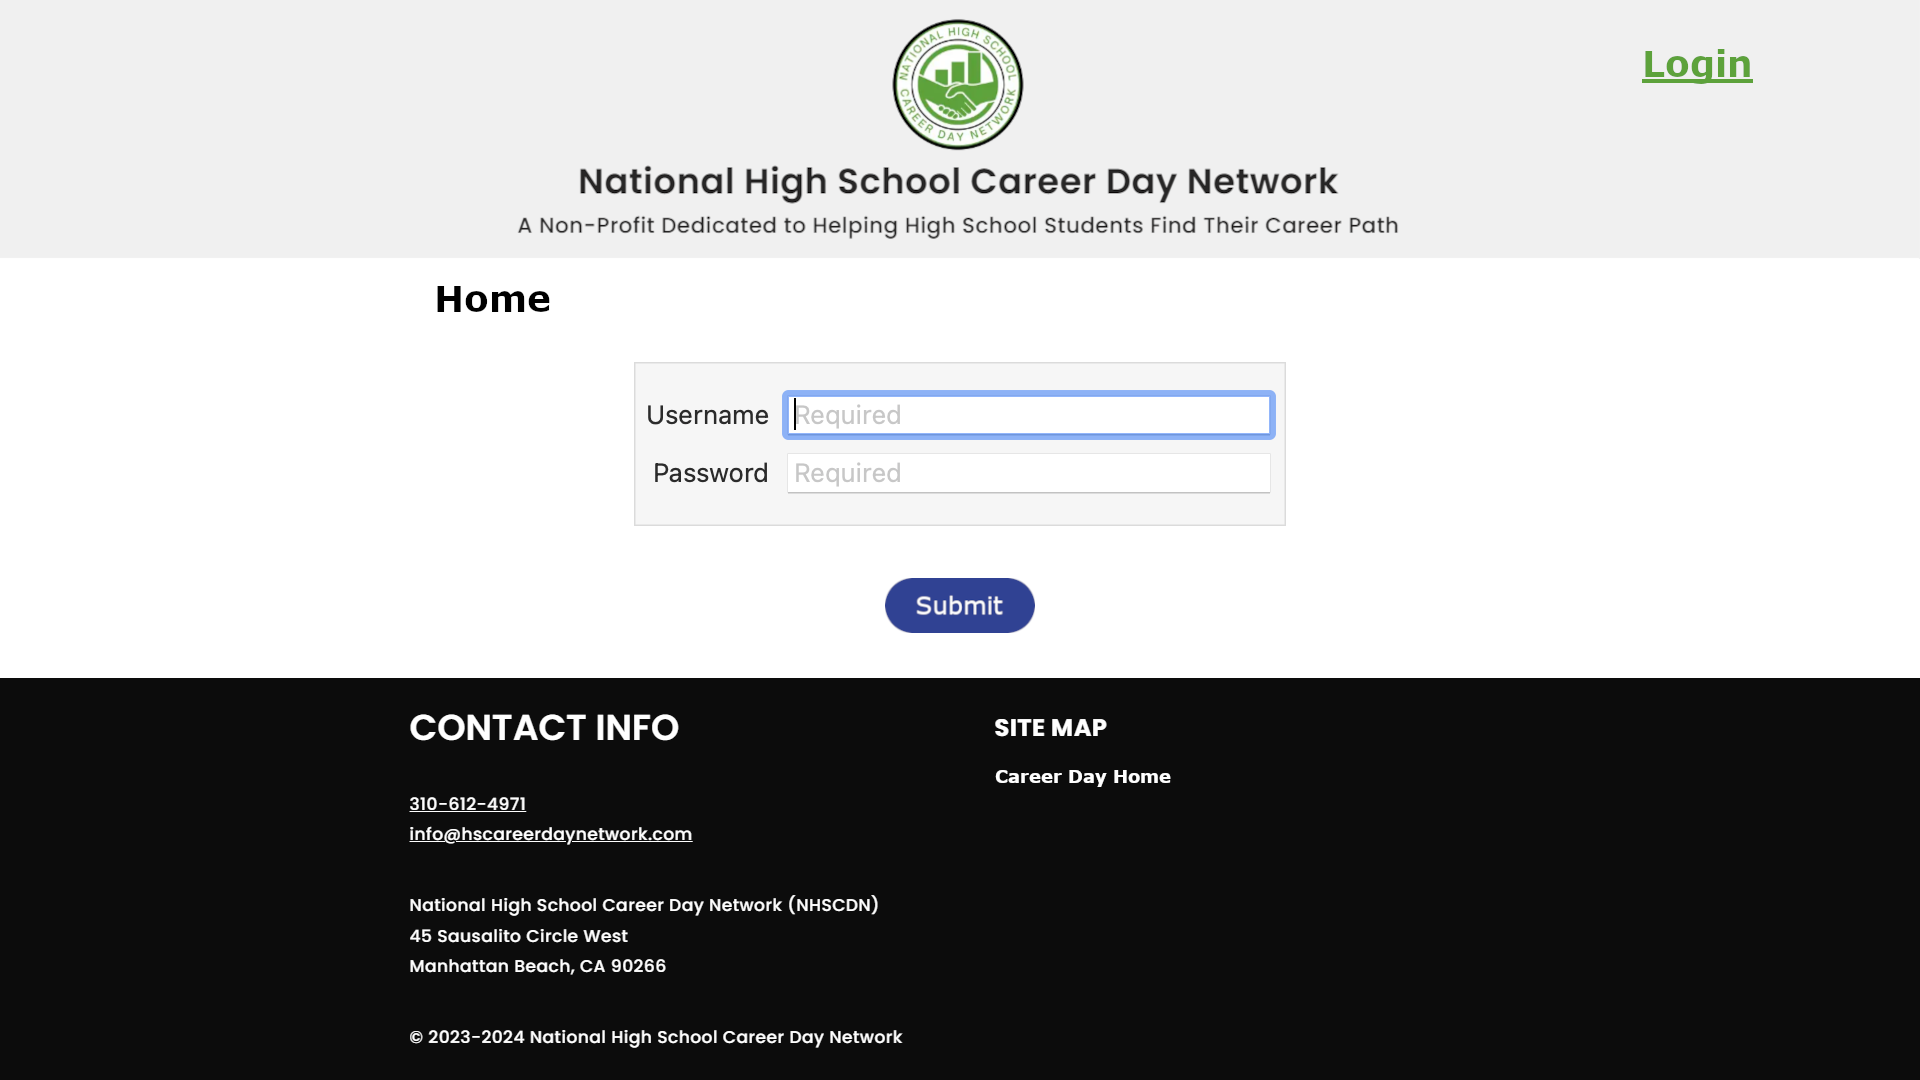 NATIONAL HIGH SCHOOL
CAREER DAY NETWORK
Login
National High School Career Day Network
A Non-Profit Dedicated to Helping High School Students Find Their Career Path
Home
Username Required
Password Required
Submit
CONTACT INFO
310-612-4971
info@hscareerdaynetwork.com
National High School Career Day Network (NHSCDN)
45 Sausalito Circle West
Manhattan Beach, CA 90266
© 2023-2024 National High School Career Day Network
SITE MAP
Career Day Home